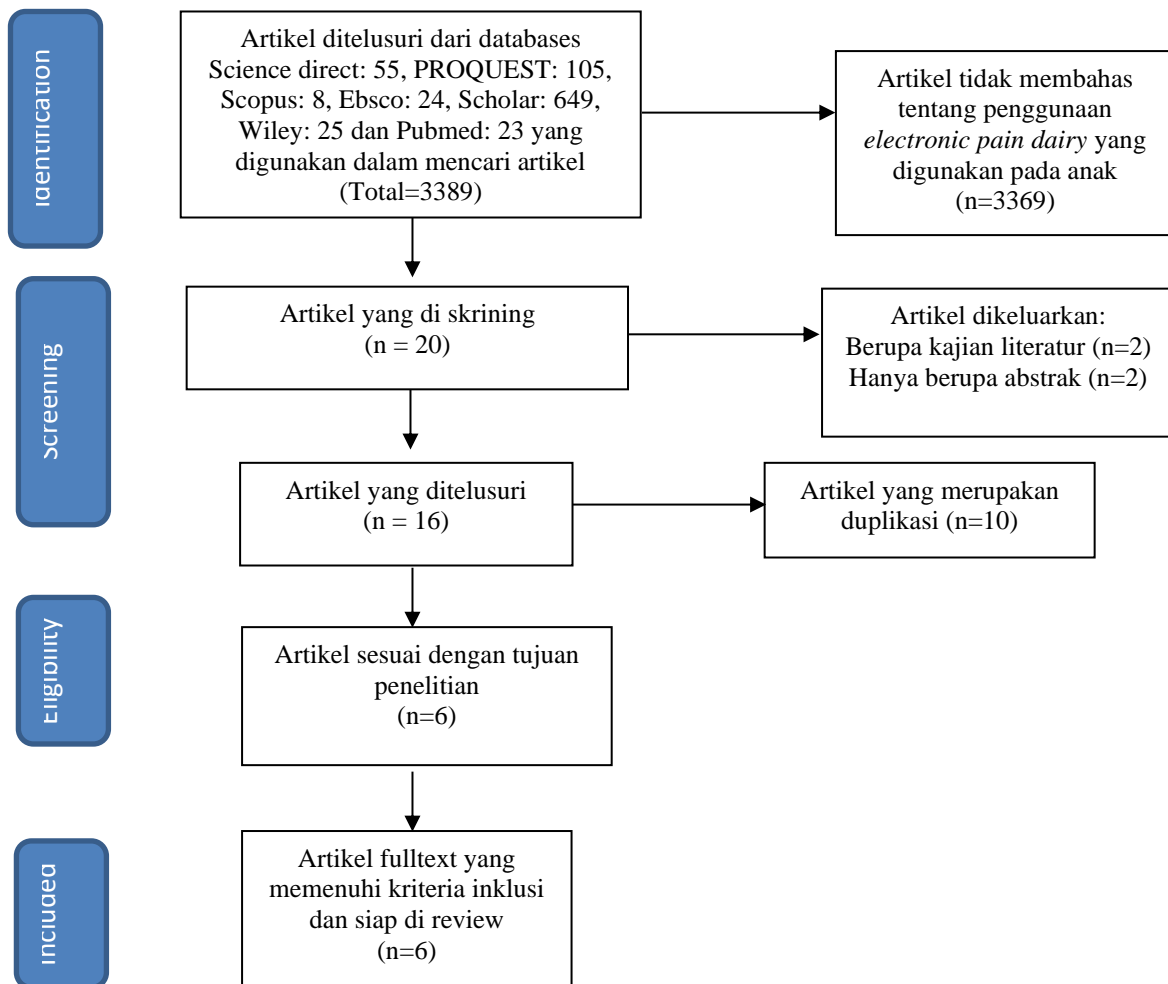 Identification
Artikel ditelusuri dari databases
Science direct: 55, PROQUEST: 105,
Scopus: 8, Ebsco: 24, Scholar: 649,
Wiley: 25 dan Pubmed: 23 yang
digunakan dalam mencari artikel
(Total=3389)
Artikel tidak membahas
tentang penggunaan
electronic pain dairy yang
digunakan pada anak
(n=3369)
Screening
Artikel yang di skrining
(n = 20)
Artikel dikeluarkan:
Berupa kajian literatur (n=2)
Hanya berupa abstrak (n=2)
Artikel yang ditelusuri
(n = 16)
Artikel yang merupakan
duplikasi (n=10)
Eligibility
Artikel sesuai dengan tujuan
penelitian
(n=6)
Included
Artikel fulltext yang
memenuhi kriteria inklusi
dan siap di review
(n=6)